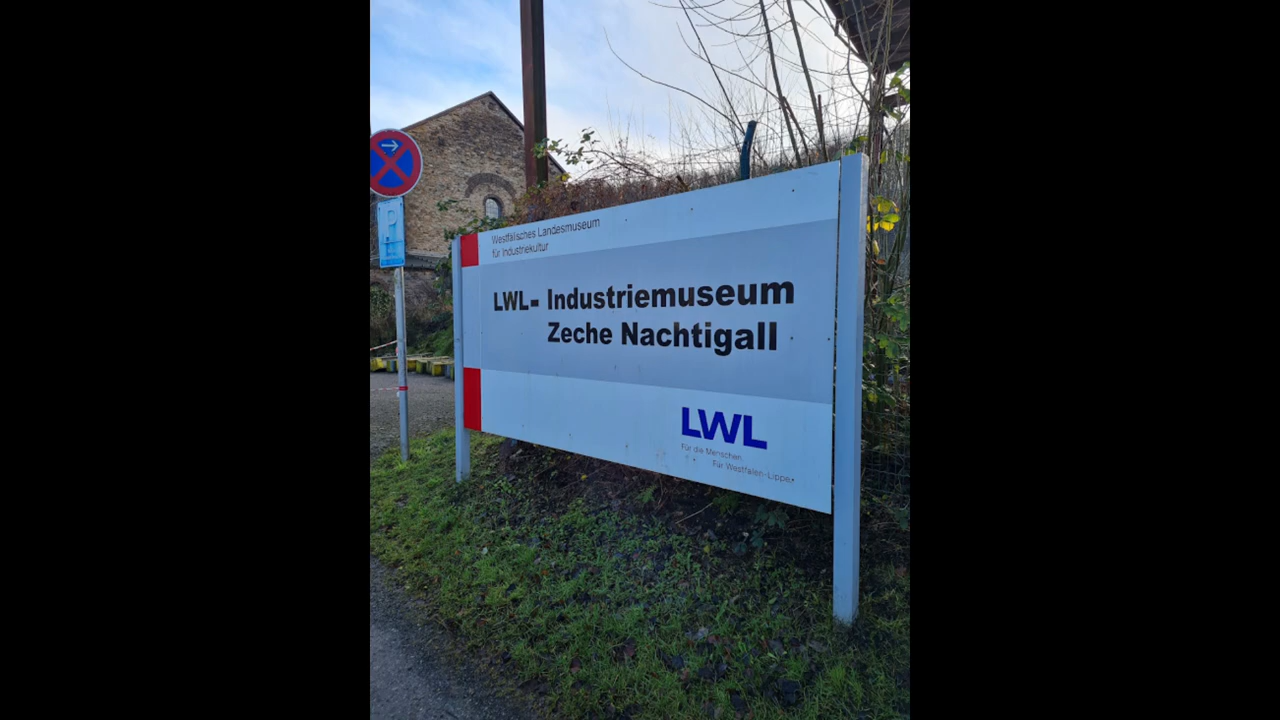 Westfälisches Landesmuseum
für Industriekultur
LWL- Industriemuseum
Zeche Nachtigall
LWL
Für die Menschen.
Für Westfalen-Lippe.
P